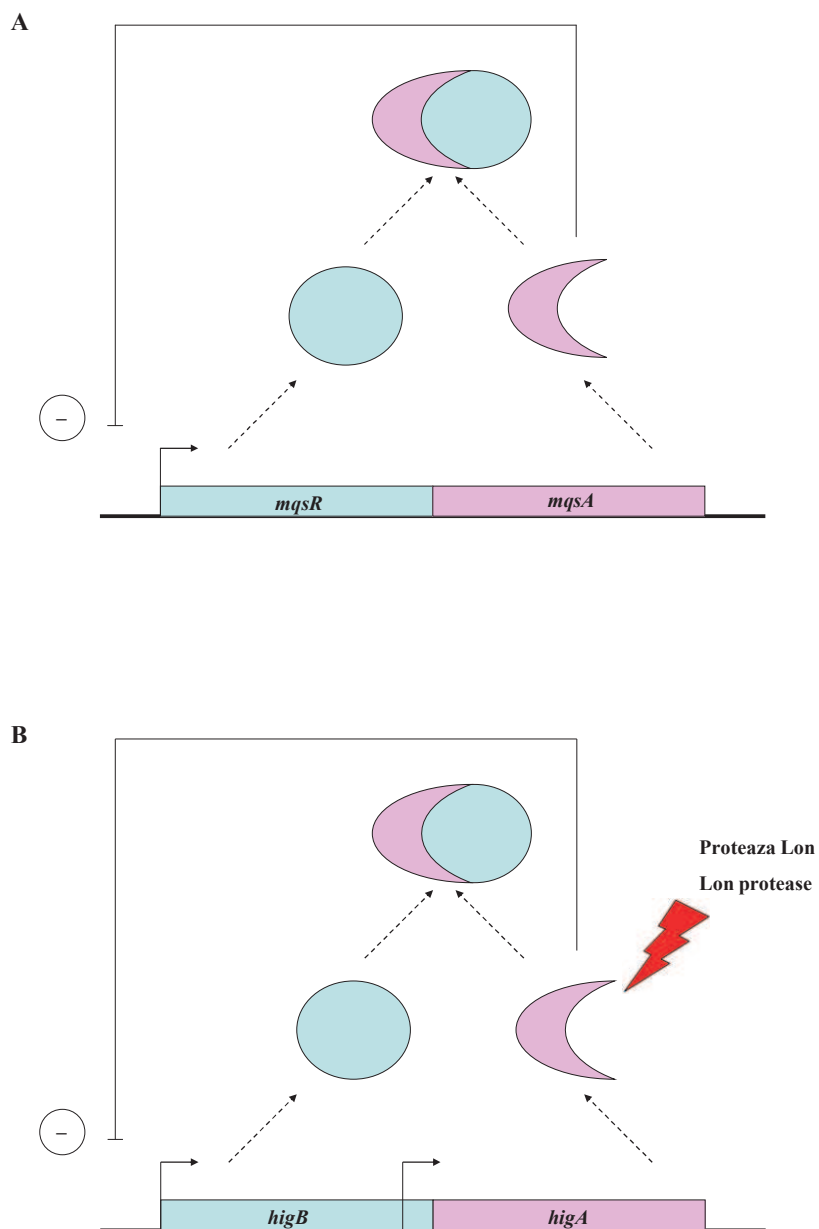 A
–
mqsR mqsA
B
Proteaza Lon
Lon protease
–
higB higA